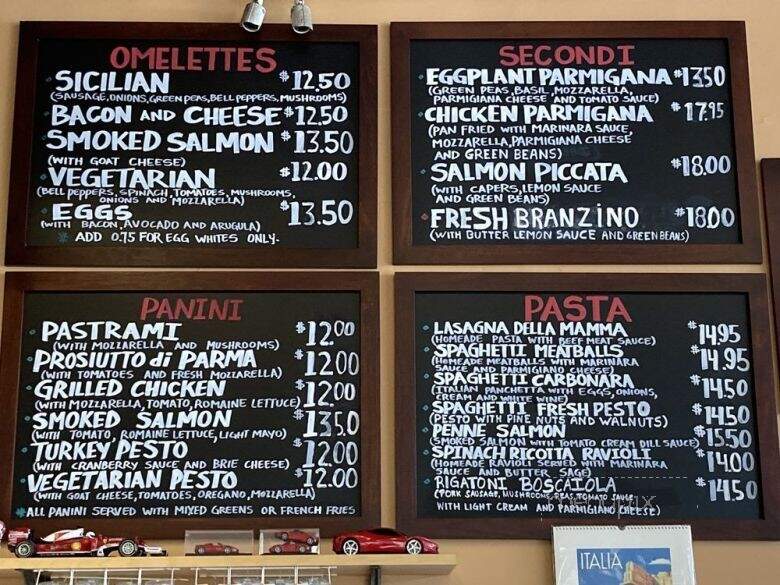 OMELETTES
SICILIAN $12.50
(SAUSAGE, ONIONS, GREEN PEAS, BELL PEPPERS, MUSHROOMS)
BACON AND CHEESE $12.50
SMOKED SALMON $13.50
(WITH GOAT CHEESE)
VEGETARIAN $12.00
(BELL PEPPERS, SPINACH, TOMATOES, MUSHROOMS,
ONIONS AND MOZZARELLA)
EGGS $13.50
(WITH BACON, AVOCADO AND ARUGULA)
* ADD 0.75 FOR EGG WHITES ONLY.
SECONDI
EGGPLANT PARMIGANA $13.50
(GREEN PEAS, BASIL, MOZZARELLA,
PARMIGIANA CHEESE AND TOMATO SAUCE)
CHICKEN PARMIGANA $17.95
(PAN FRIED WITH MARINARA SAUCE,
MOZZARELLA, PARMIGIANA CHEESE
AND GREEN BEANS)
SALMON PICCATA $18.00
(WITH CAPERS, LEMON SAUCE
AND GREEN BEANS)
FRESH BRANZINO $18.00
(WITH BUTTER LEMON SAUCE AND GREEN BEANS)
PANINI
PASTRAMI $12.00
(WITH MOZZARELLA AND MUSHROOMS)
PROSIUTTO di PARMA $12.00
(WITH TOMATOES AND FRESH MOZZARELLA)
GRILLED CHICKEN $12.00
(WITH MOZZARELLA, TOMATO, ROMAINE LETTUCE)
SMOKED SALMON $13.50
(WITH TOMATO, ROMAINE LETTUCE, LIGHT MAYO)
TURKEY PESTO $12.00
(WITH CRANBERRY SAUCE AND BRIE CHEESE)
VEGETARIAN PESTO $12.00
(WITH GOAT CHEESE, TOMATOES, OREGANO, MOZZARELLA)
* ALL PANINI SERVED WITH MIXED GREENS OR FRENCH FRIES
PASTA
LASAGNA DELLA MAMMA $14.95
(HOMEADE PASTA WITH BEEF MEAT SAUCE)
SPAGHETTI MEATBALLS $14.95
(HOMEADE MEATBALLS WITH MARINARA
SAUCE AND PARMIGIANO CHEESE)
SPAGHETTI CARBONARA $14.50
(ITALIAN PANCHETTA WITH EGGS, ONIONS,
CREAM AND WHITE WINE)
SPAGHETTI FRESH PESTO $14.50
(PESTO WITH PINE NUTS AND WALNUTS)
PENNE SALMON $15.50
(SMOKED SALMON WITH TOMATO CREAM DILL SAUCE)
SPINACH RICOTTA RAVIOLI $14.00
(HOMEADE RAVIOLI SERVED WITH MARINARA
SAUCE AND BUTTER SAGE)
RIGATONI BOSCAIOLA $14.50
(PORK SAUSAGE, MUSHROOMS, PEAS, TOMATO SAUCE
WITH LIGHT CREAM AND PARMIGIANO CHEESE)
ITALIA